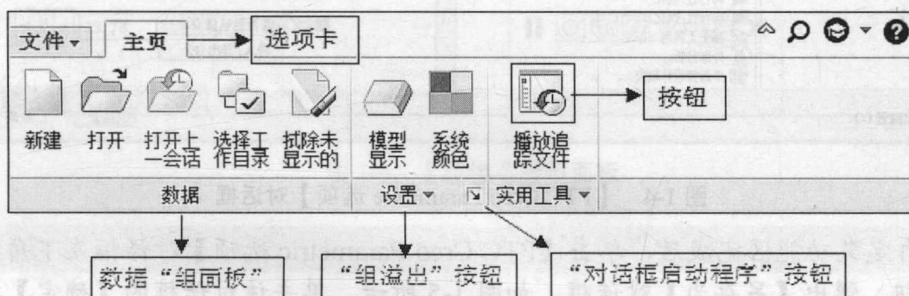 文件 主页 选项卡
新建 打开 打开上一会话 选择工作目录 拭除未显示的 模型显示 系统颜色 播放追踪文件 按钮
数据 设置 实用工具
数据“组面板” “组溢出”按钮 “对话框启动程序”按钮